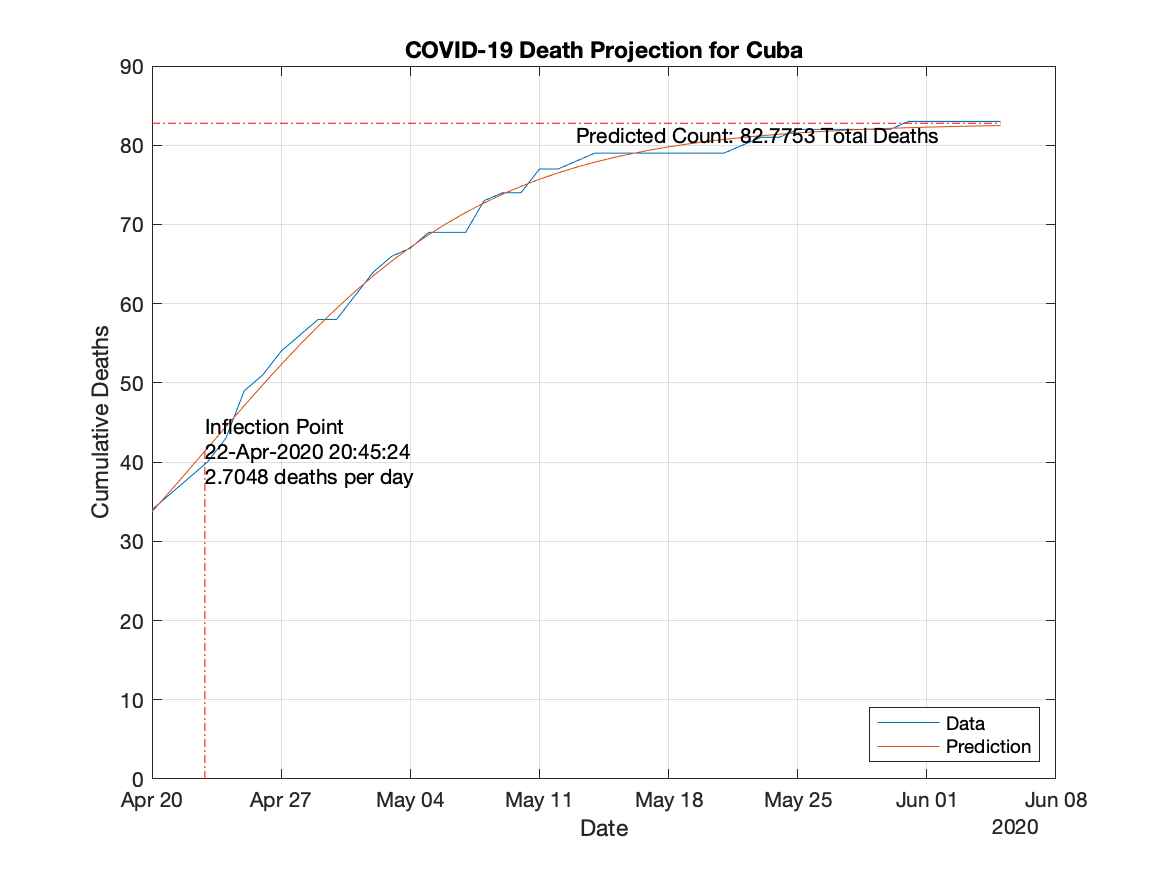 COVID-19 Death Projection for Cuba
90
80
70
60
50
40
30
20
10
0
Cumulative Deaths
Predicted Count: 82.7753 Total Deaths
Inflection Point
22-Apr-2020 20:45:24
2.7048 deaths per day
Data
Prediction
Apr 20 Apr 27 May 04 May 11 May 18 May 25 Jun 01 Jun 08
Date
2020